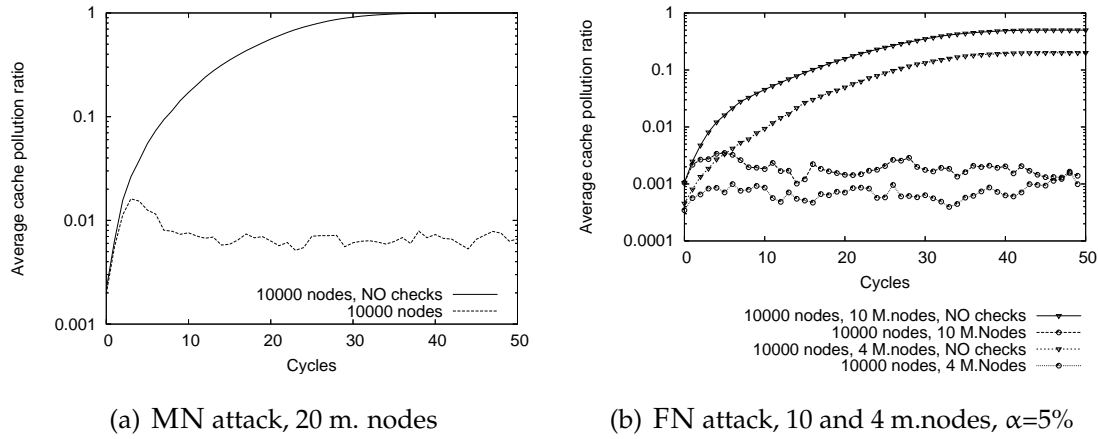 Average cache pollution ratio
1
0.1
0.01
0.001
0
10
20
30
40
50
Cycles
10000 nodes, NO checks
10000 nodes
(a) MN attack, 20 m. nodes
Average cache pollution ratio
1
0.1
0.01
0.001
0.0001
0
10
20
30
40
50
Cycles
10000 nodes, 10 M.nodes, NO checks
10000 nodes, 10 M.Nodes
10000 nodes, 4 M.nodes, NO checks
10000 nodes, 4 M.Nodes
(b) FN attack, 10 and 4 m.nodes, α=5%